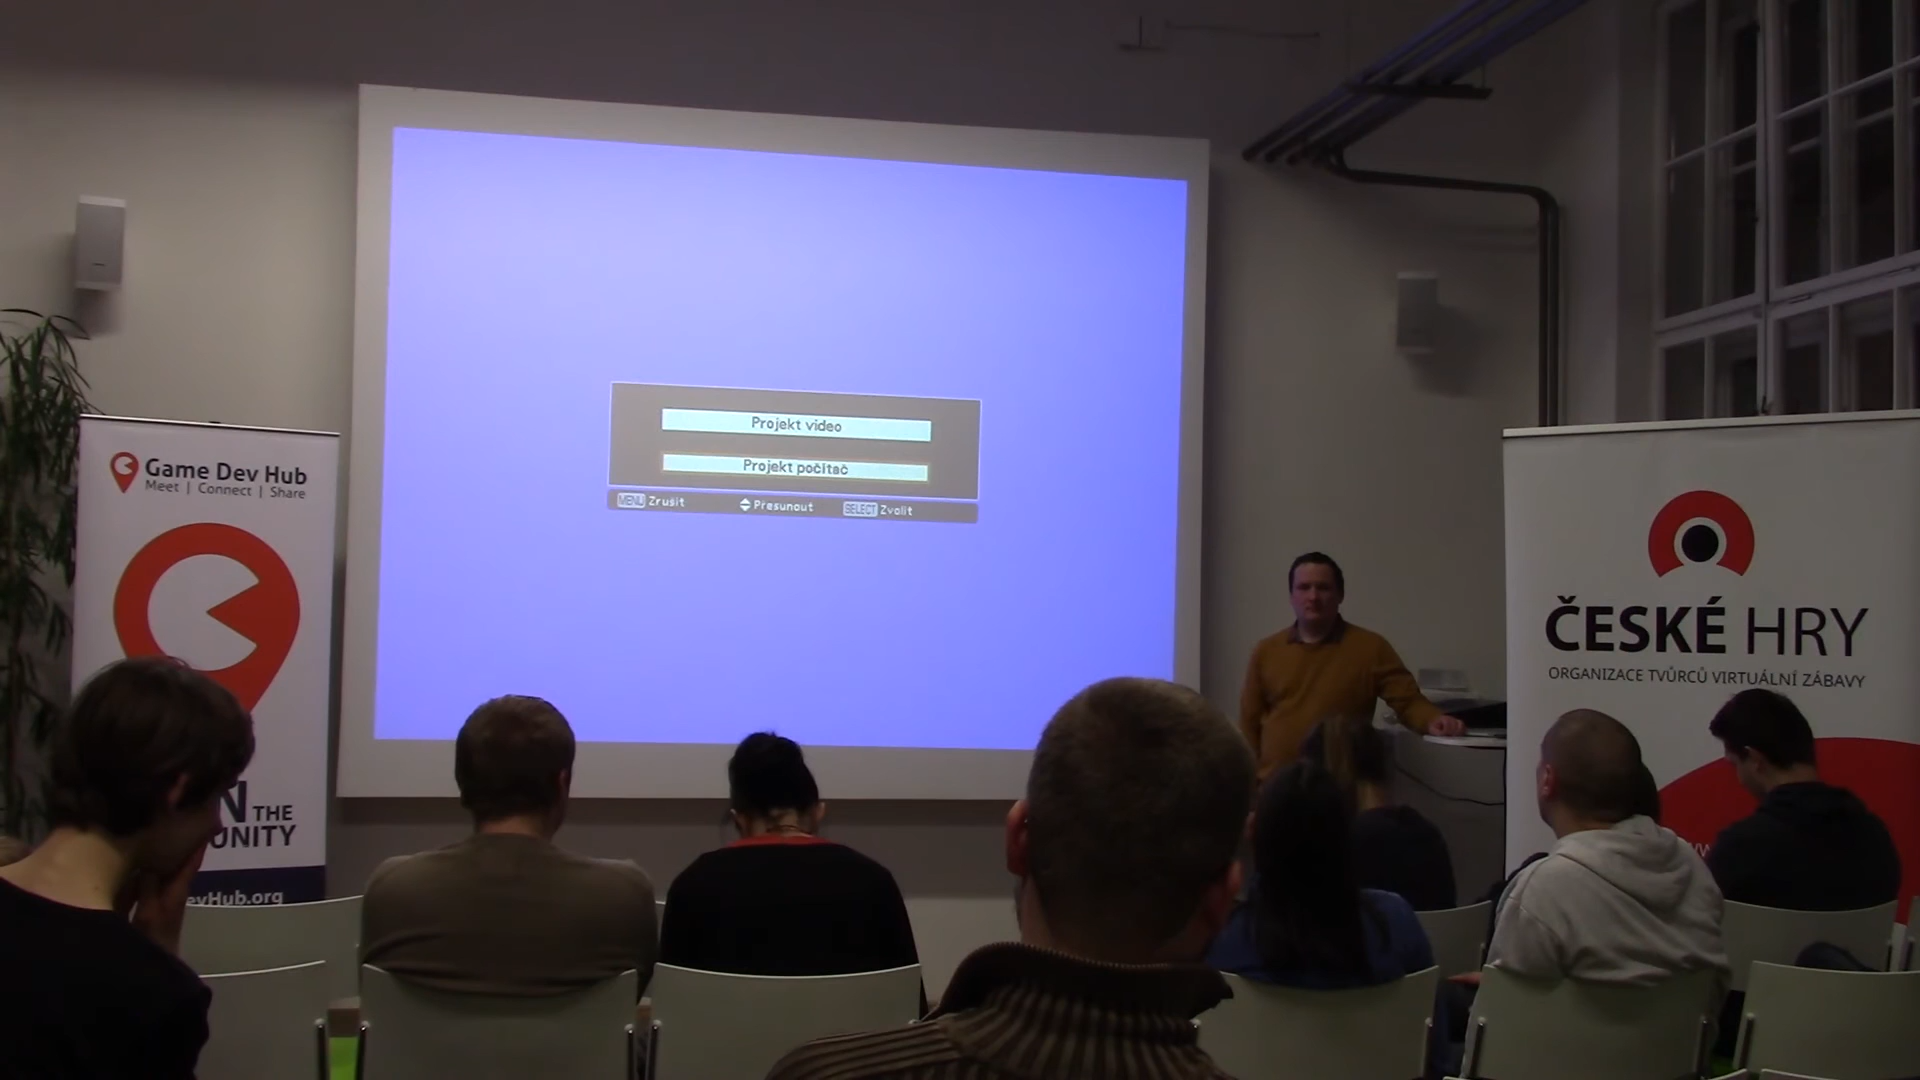 Game Dev Hub
Meet | Connect | Share
N THE
UNITY
evHub.org
Projekt video
Projekt počítač
MENU Zrušit
Přesunout
SELECT Zvolit
ČESKÉ HRY
ORGANIZACE TVŮRCŮ VIRTUÁLNÍ ZÁBAVY